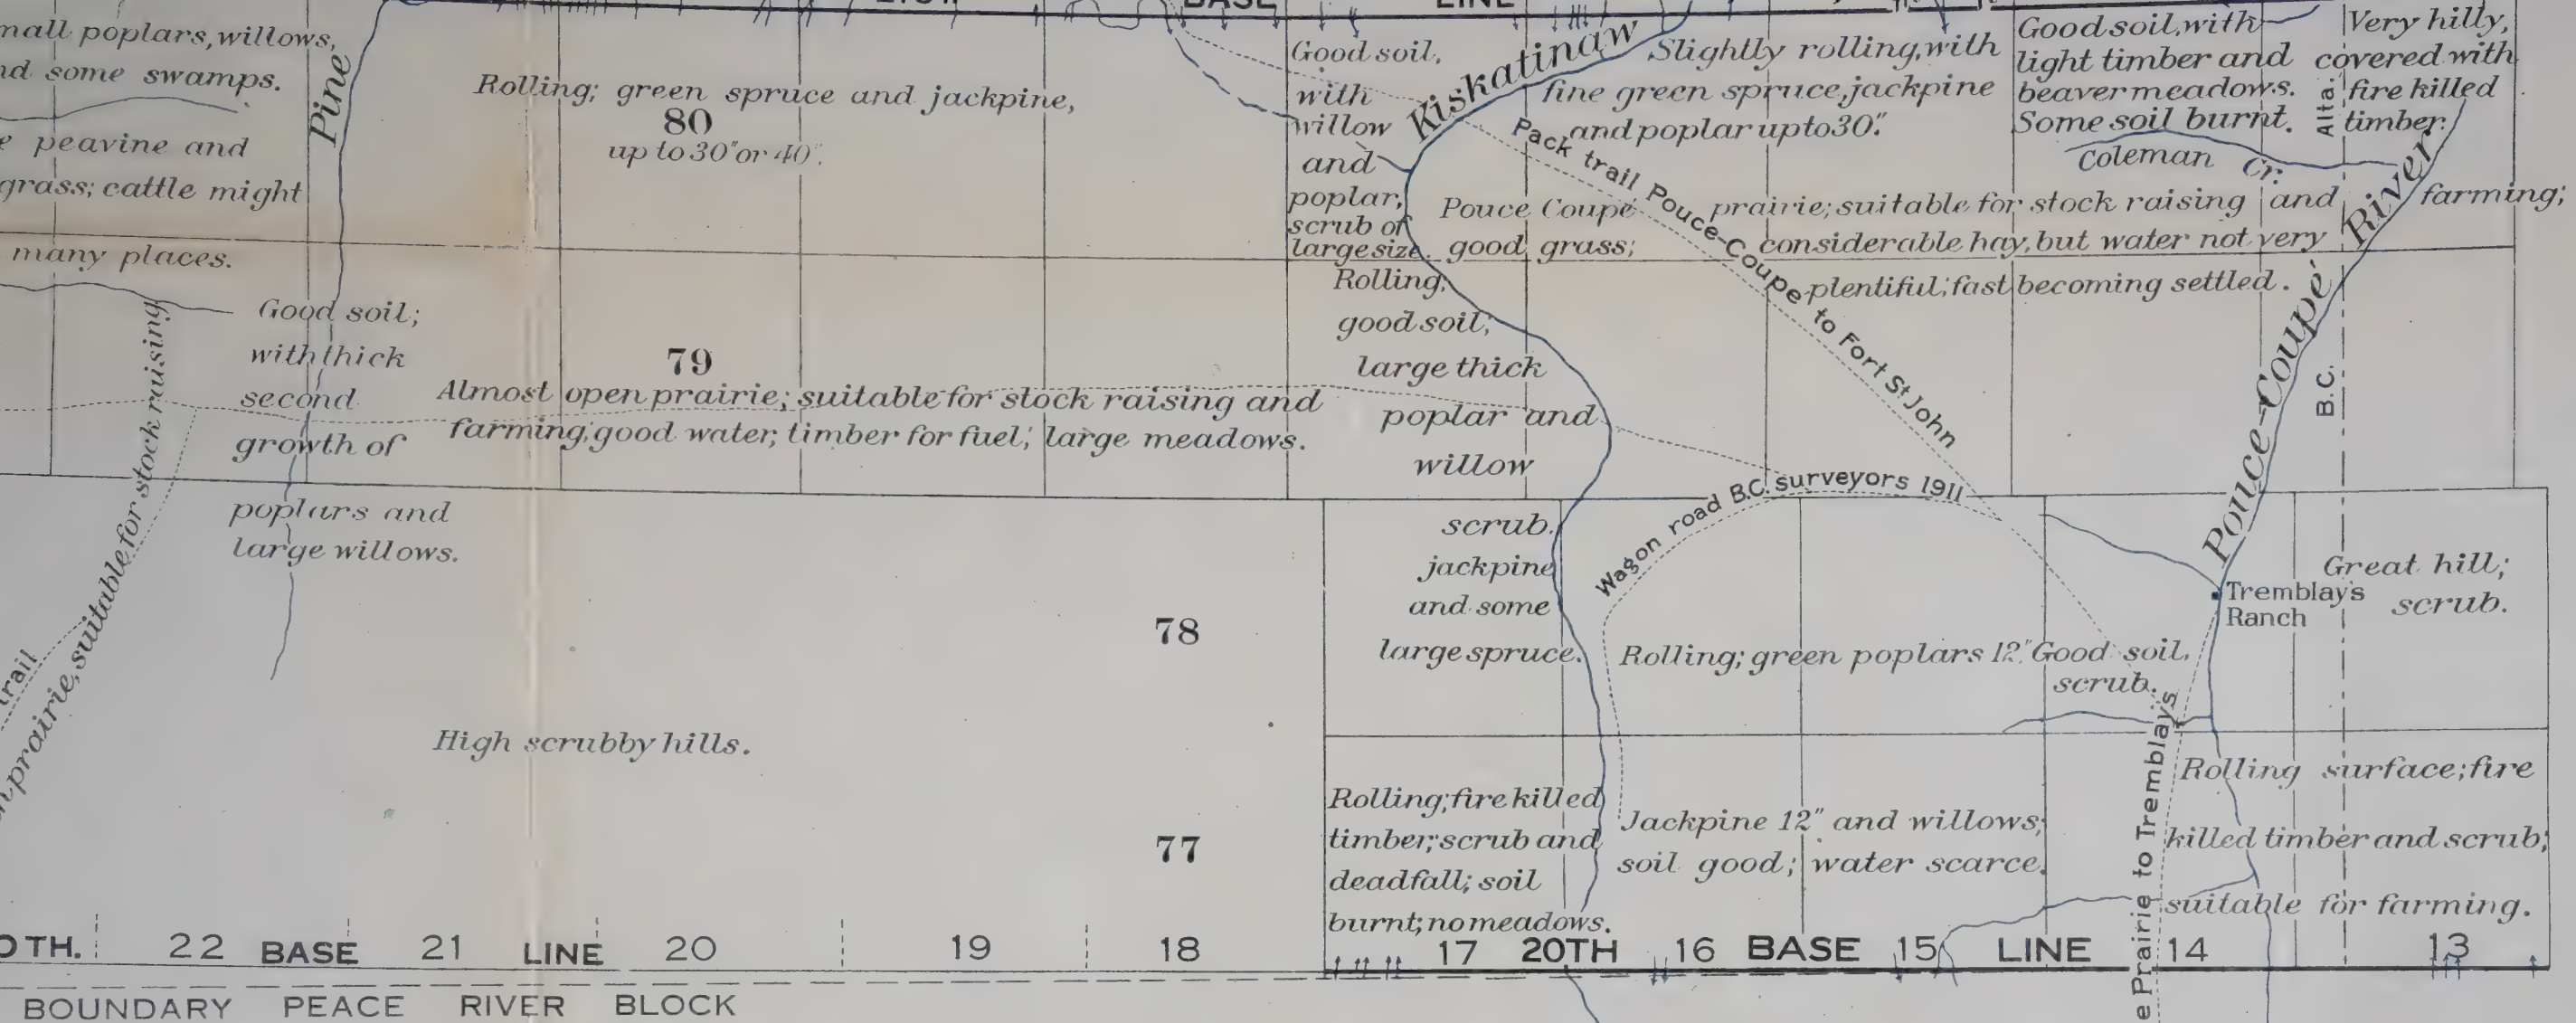 BASE LINE
mall poplars, willows,
nd some swamps.
e peavine and
grass; cattle might
many places.
Pine
Rolling; green spruce and jackpine,
80
up to 30" or 40".
Good soil,
with
willow
and
poplar,
scrub of
large size.
Kiskatinaw
Slightly rolling, with
fine green spruce, jackpine
and poplar up to 30".
Good soil, with
light timber and
beaver meadows.
Some soil burnt.
Very hilly,
covered with
fire killed
timber.
Alta.
Coleman Cr.
River
Pack trail Pouce-Coupe to Fort St John
Pouce Coupé prairie; suitable for stock raising and farming;
good grass; considerable hay, but water not very
plentiful; fast becoming settled.
Good soil;
with thick
second
growth of
poplars and
large willows.
79
Almost open prairie; suitable for stock raising and
farming; good water, timber for fuel; large meadows.
Rolling;
good soil;
large thick
poplar and
willow
scrub.
jackpine
and some
large spruce.
B.C.
Pouce-Coupé
Wagon road B.C. surveyors 1911
n prairie, suitable for stock raising.
trail
Tremblay's
Ranch
Great hill;
scrub.
78
Rolling; green poplars 12".
Good soil,
scrub.
High scrubby hills.
77
Rolling; fire killed
timber; scrub and
deadfall; soil
burnt; no meadows.
Jackpine 12" and willows;
soil good; water scarce.
e Prairie to Tremblays
Rolling surface; fire
killed timber and scrub;
suitable for farming.
OTH. 22 BASE 21 LINE 20 19 18 17 20TH 16 BASE 15 LINE 14 13
BOUNDARY PEACE RIVER BLOCK